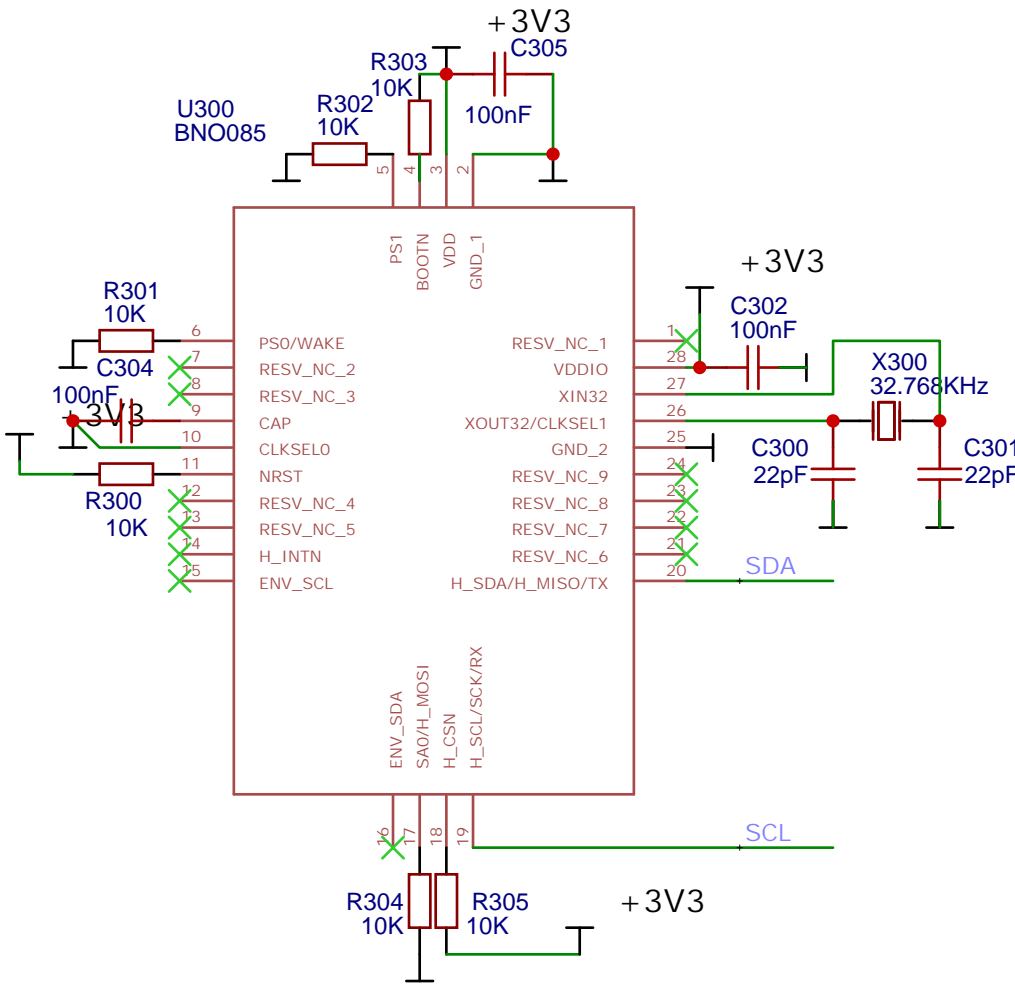 +3V3
C305
R303
10K
100nF
R302
10K
U300
BNO085
5
4
3
2
PS1
BOOTN
VDD
GND_1
+3V3
R301
10K
C302
100nF
6
PS0/WAKE
RESV_NC_1
1
X300
32.768KHz
C304
100nF
7
RESV_NC_2
VDDIO
28
8
RESV_NC_3
XIN32
27
+3V3
9
CAP
XOUT32/CLKSEL1
26
10
CLKSEL0
GND_2
25
C300
22pF
C301
22pF
11
NRST
RESV_NC_9
24
R300
10K
12
RESV_NC_4
RESV_NC_8
23
13
RESV_NC_5
RESV_NC_7
22
14
H_INTN
RESV_NC_6
21
15
ENV_SCL
H_SDA/H_MISO/TX
20
SDA
ENV_SDA
SA0/H_MOSI
H_CSN
H_SCL/SCK/RX
16
17
18
19
SCL
R304
10K
R305
10K
+3V3